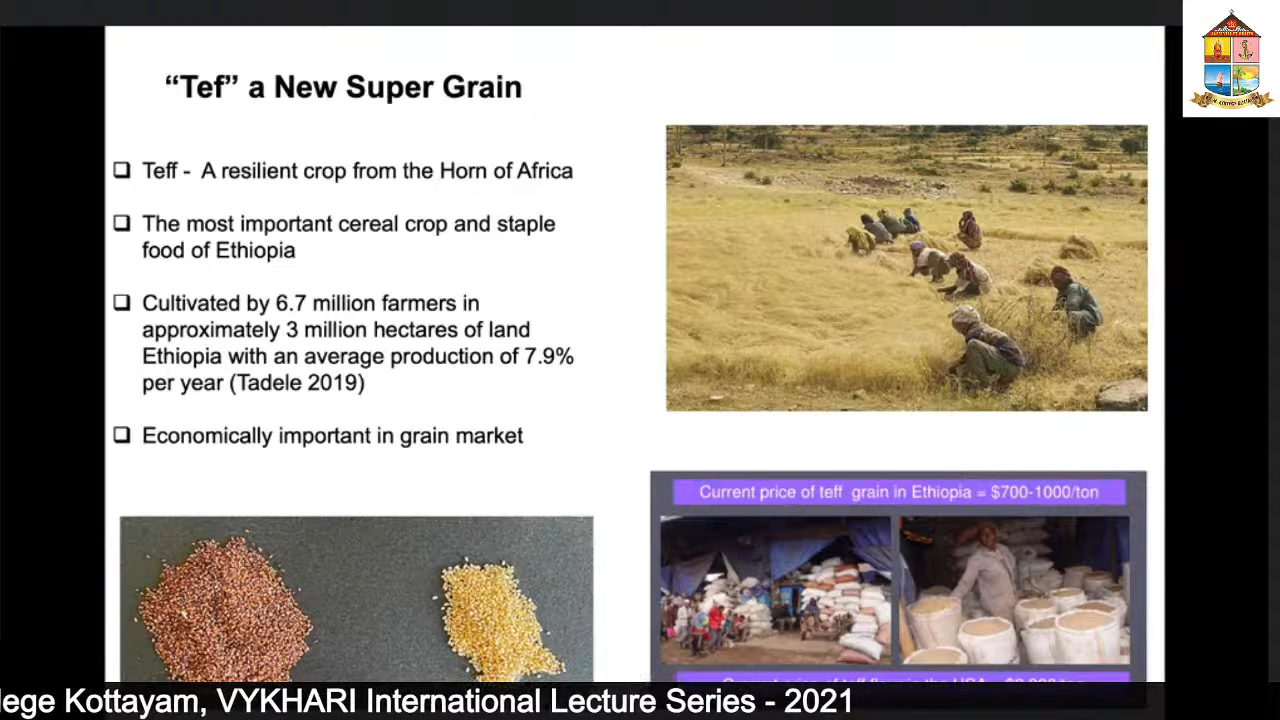 “Tef” a New Super Grain
Teff - A resilient crop from the Horn of Africa
The most important cereal crop and staple
food of Ethiopia
Cultivated by 6.7 million farmers in
approximately 3 million hectares of land
Ethiopia with an average production of 7.9%
per year (Tadele 2019)
Economically important in grain market
Current price of teff grain in Ethiopia = $700-1000/ton
lege Kottayam, VYKHARI International Lecture Series - 2021